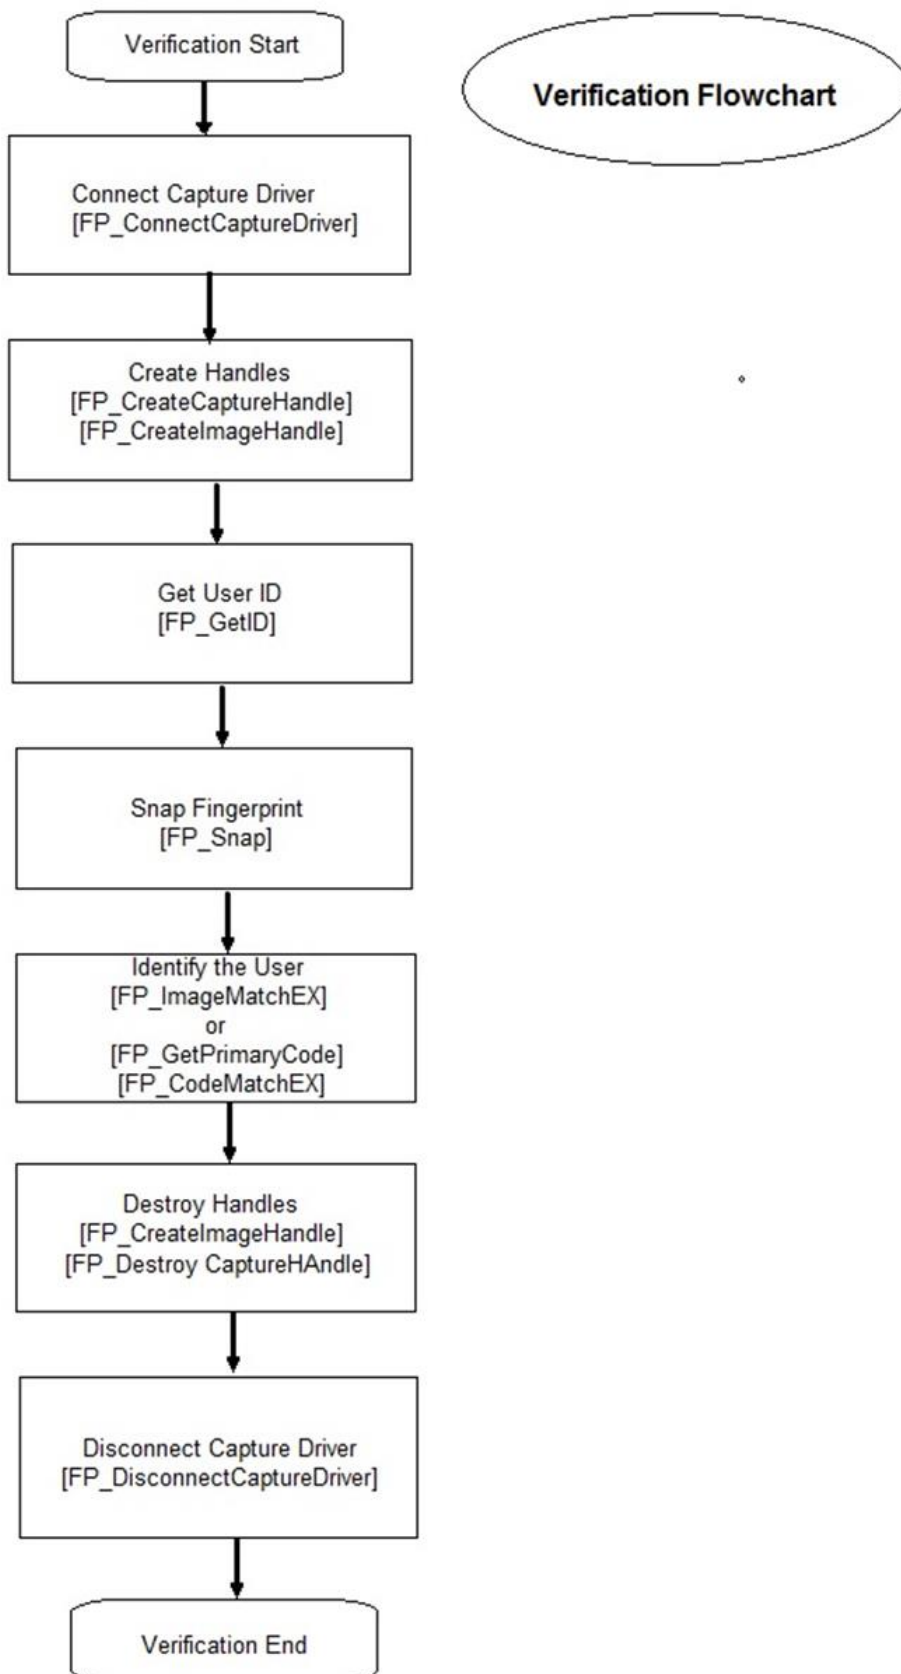 Verification Start
Verification Flowchart
Connect Capture Driver
[FP_ConnectCaptureDriver]
Create Handles
[FP_CreateCaptureHandle]
[FP_CreateImageHandle]
Get User ID
[FP_GetID]
Snap Fingerprint
[FP_Snap]
Identify the User
[FP_ImageMatchEX]
or
[FP_GetPrimaryCode]
[FP_CodeMatchEX]
Destroy Handles
[FP_CreateImageHandle]
[FP_Destroy CaptureHAndle]
Disconnect Capture Driver
[FP_DisconnectCaptureDriver]
Verification End